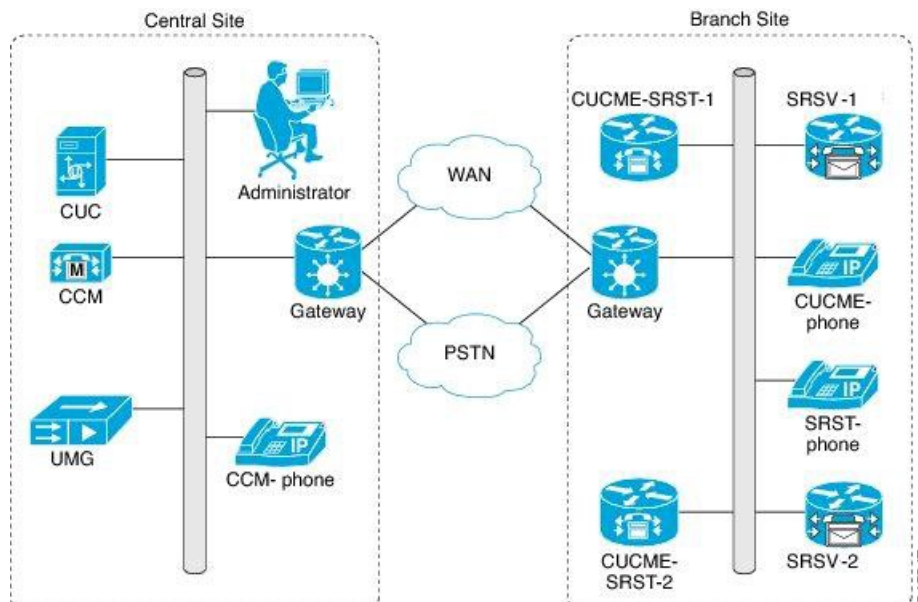 Central Site
Branch Site
CUC
Administrator
CCM
M
Gateway
UMG
IP
CCM- phone
WAN
PSTN
CUCME-SRST-1
SRSV-1
Gateway
IP
CUCME-
phone
IP
SRST-
phone
CUCME-
SRST-2
SRSV-2